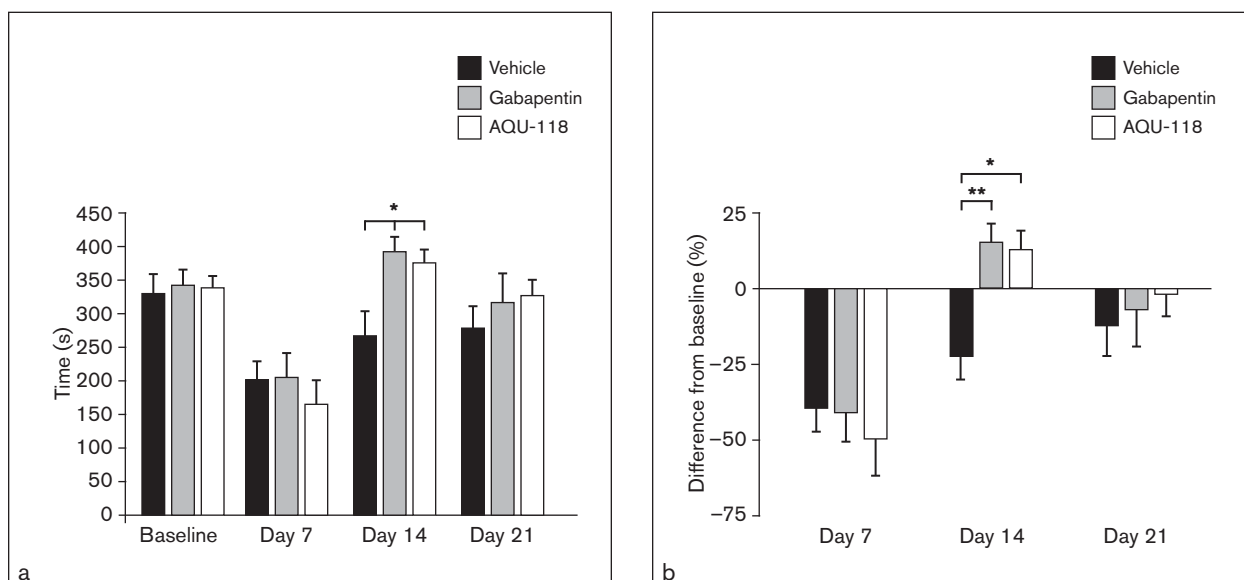 Vehicle
Gabapentin
AQU-118
*
Time (s)
450
400
350
300
250
200
150
100
50
0
Baseline
Day 7
Day 14
Day 21
a
Vehicle
Gabapentin
AQU-118
*
**
Difference from baseline (%)
25
0
−25
−50
−75
Day 7
Day 14
Day 21
b